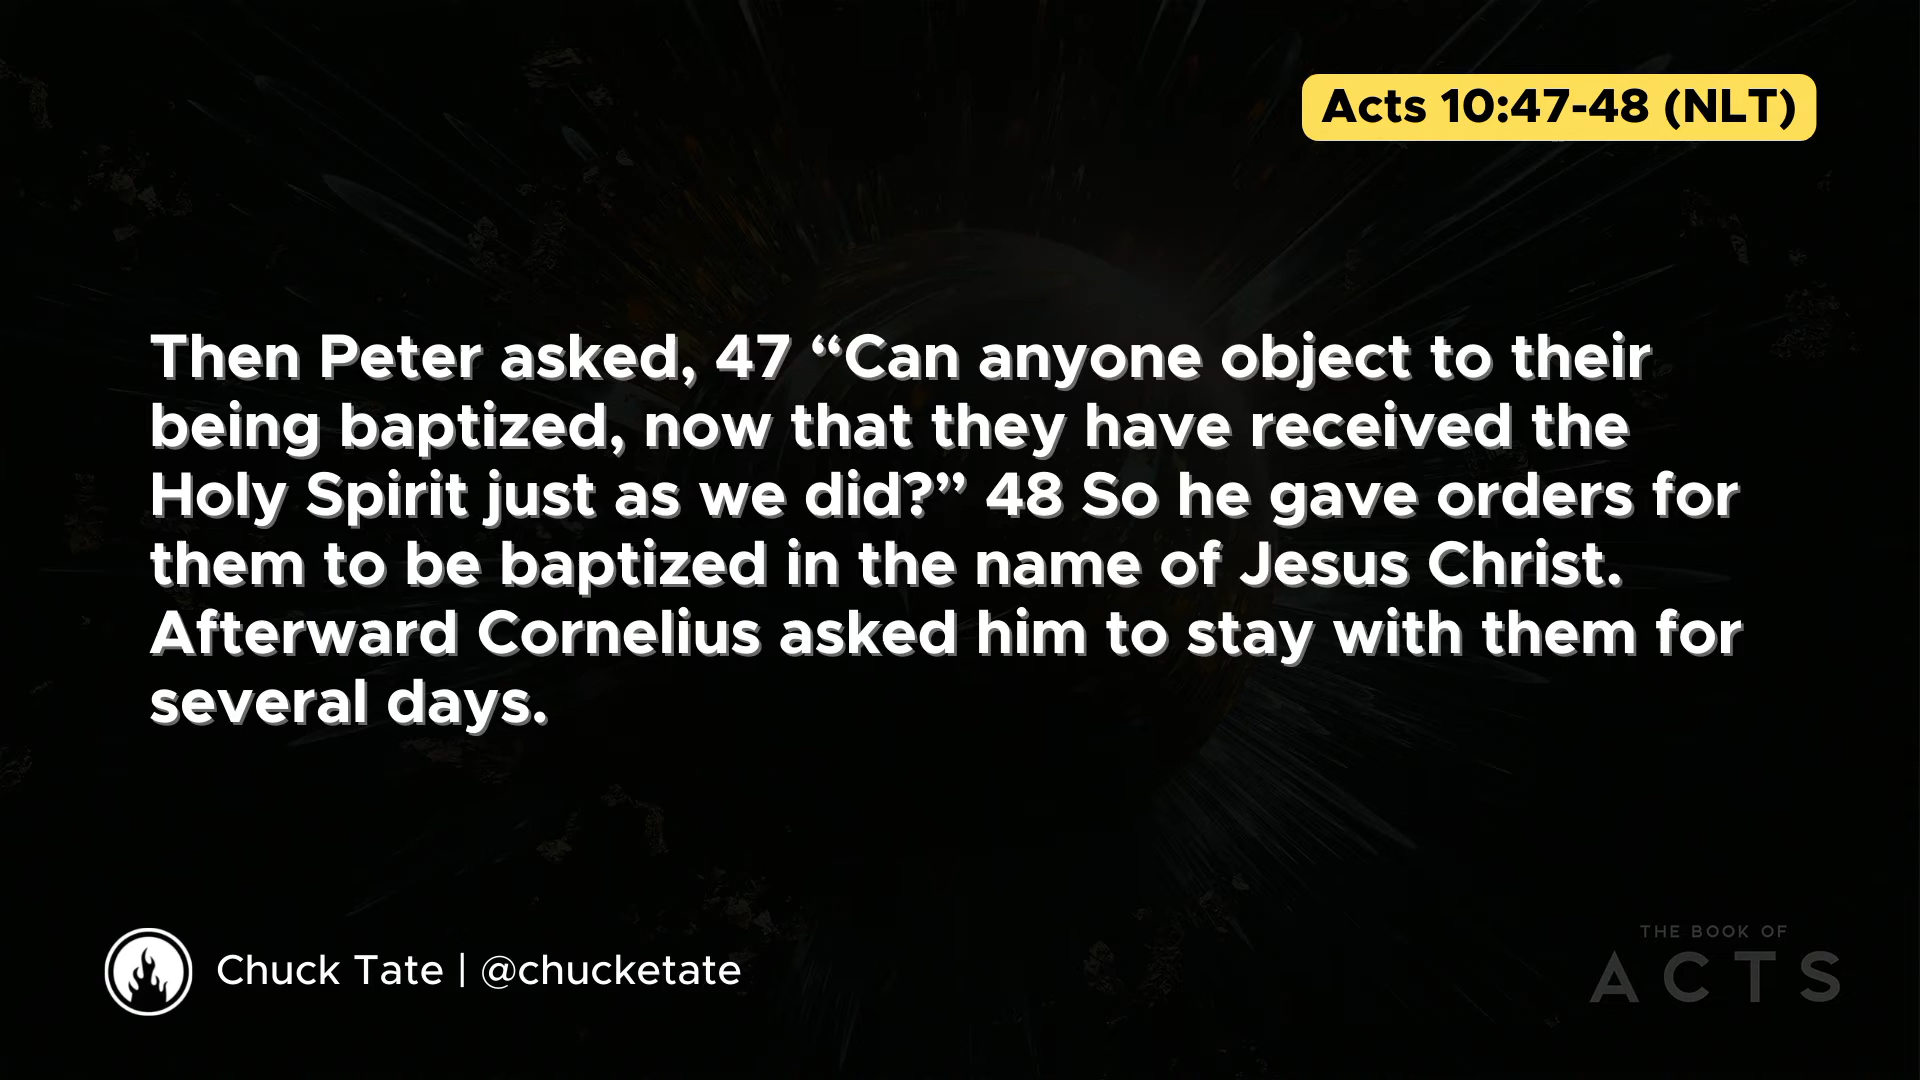 Acts 10:47-48 (NLT)
Then Peter asked, 47 “Can anyone object to their
being baptized, now that they have received the
Holy Spirit just as we did?” 48 So he gave orders for
them to be baptized in the name of Jesus Christ.
Afterward Cornelius asked him to stay with them for
several days.
Chuck Tate | @chucketate
THE BOOK OF
ACTS